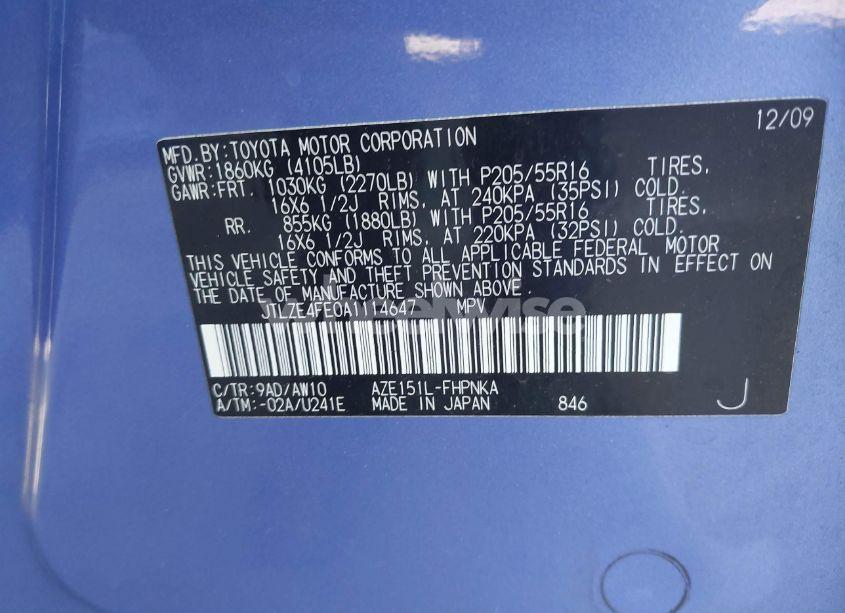 12/09
MFD.BY:TOYOTA MOTOR CORPORATION
GVWR:1860KG (4105LB)
GAWR:FRT. 1030KG (2270LB) WITH P205/55R16 TIRES,
16X6 1/2J RIMS, AT 240KPA (35PSI) COLD.
RR. 855KG (1880LB) WITH P205/55R16 TIRES,
16X6 1/2J RIMS, AT 220KPA (32PSI) COLD.
THIS VEHICLE CONFORMS TO ALL APPLICABLE FEDERAL MOTOR
VEHICLE SAFETY AND THEFT PREVENTION STANDARDS IN EFFECT ON
THE DATE OF MANUFACTURE SHOWN ABOVE.
JTLZE4FE0A1114647 MPV
C/TR:9AD/AW10 AZE151L-FHPNKA
A/TM:-02A/U241E MADE IN JAPAN 846 J